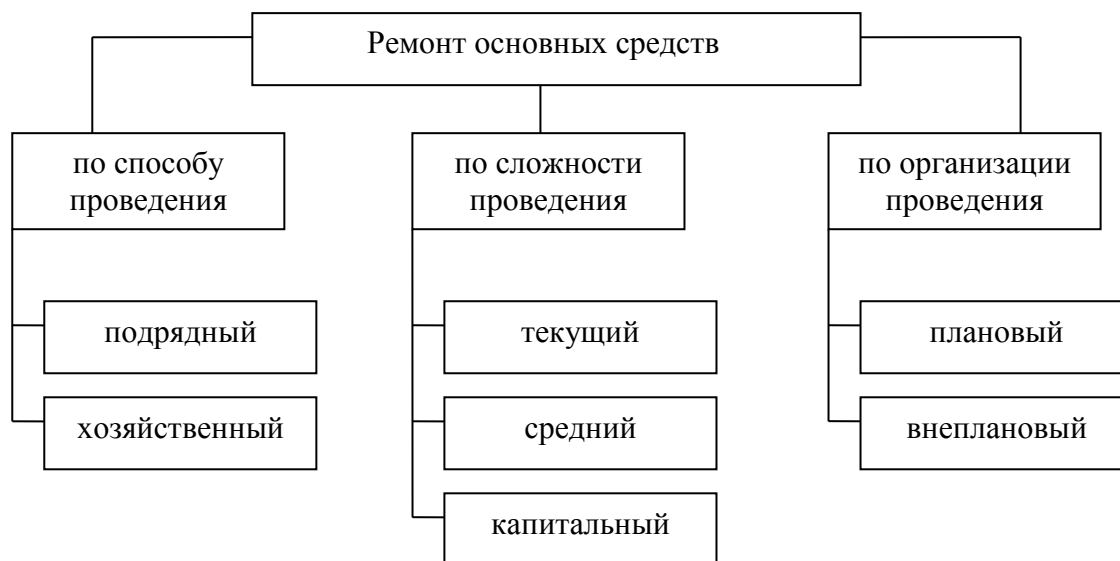 Ремонт основных средств
по способу
проведения
по сложности
проведения
по организации
проведения
подрядный
текущий
плановый
хозяйственный
средний
внеплановый
капитальный